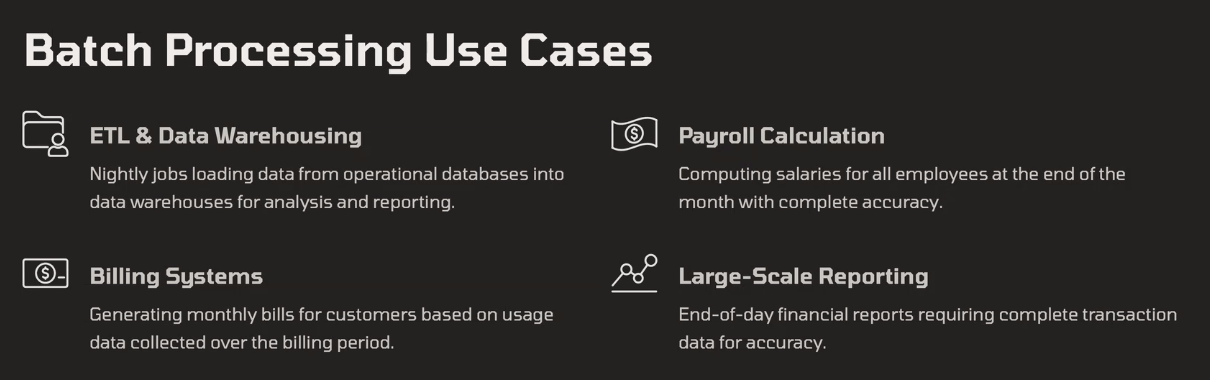 Batch Processing Use Cases
ETL & Data Warehousing
Nightly jobs loading data from operational databases into
data warehouses for analysis and reporting.
Payroll Calculation
Computing salaries for all employees at the end of the
month with complete accuracy.
Billing Systems
Generating monthly bills for customers based on usage
data collected over the billing period.
Large-Scale Reporting
End-of-day financial reports requiring complete transaction
data for accuracy.